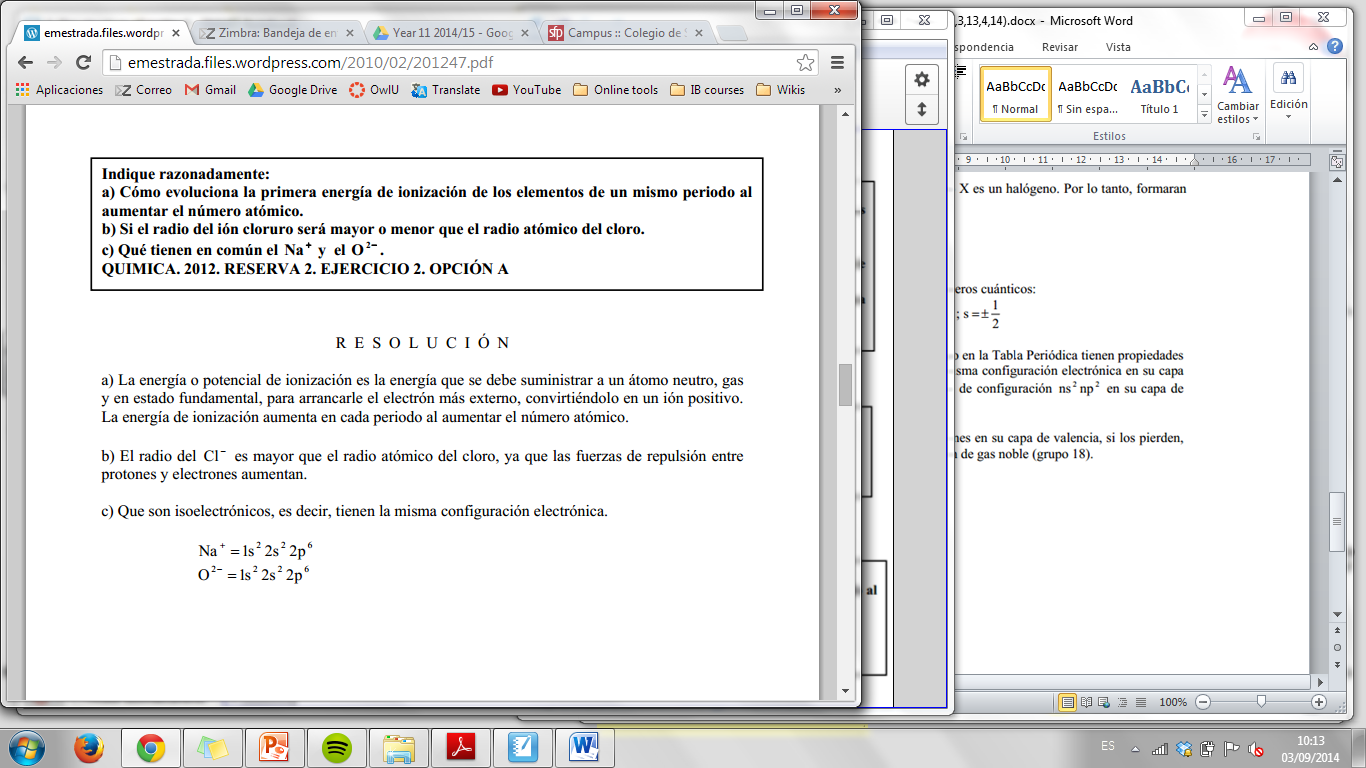 ,3,13,4,14).docx - Microsoft Word
emestrada.files.wordpr
Zimbra: Bandeja de en
Year 11 2014/15 - Goog
Campus :: Colegio de
emestrada.files.wordpress.com/2010/02/201247.pdf
Aplicaciones
Correo
Gmail
Google Drive
OwlU
Translate
YouTube
Online tools
IB courses
Wikis
»
Indique razonadamente:
a) Cómo evoluciona la primera energía de ionización de los elementos de un mismo periodo al
aumentar el número atómico.
b) Si el radio del ión cloruro será mayor o menor que el radio atómico del cloro.
c) Qué tienen en común el Na⁺ y el O²⁻.
QUIMICA. 2012. RESERVA 2. EJERCICIO 2. OPCIÓN A
R E S O L U C I Ó N
a) La energía o potencial de ionización es la energía que se debe suministrar a un átomo neutro, gas
y en estado fundamental, para arrancarle el electrón más externo, convirtiéndolo en un ión positivo.
La energía de ionización aumenta en cada periodo al aumentar el número atómico.
b) El radio del Cl⁻ es mayor que el radio atómico del cloro, ya que las fuerzas de repulsión entre
protones y electrones aumentan.
c) Que son isoelectrónicos, es decir, tienen la misma configuración electrónica.
Na⁺ = 1s² 2s² 2p⁶
O²⁻ = 1s² 2s² 2p⁶
al
spondencia
Revisar
Vista
AaBbCcDc
AaBbCcDc
AaBbCc
¶ Normal
¶ Sin espa...
Título 1
Cambiar
estilos
Edición
Estilos
9 10 11 12 13 14 16 17
X es un halógeno. Por lo tanto, formaran
eros cuánticos:
; s = ± 1/2
o en la Tabla Periódica tienen propiedades
sma configuración electrónica en su capa
de configuración ns² np² en su capa de
nes en su capa de valencia, si los pierden,
n de gas noble (grupo 18).
100%
ES
10:13
03/09/2014